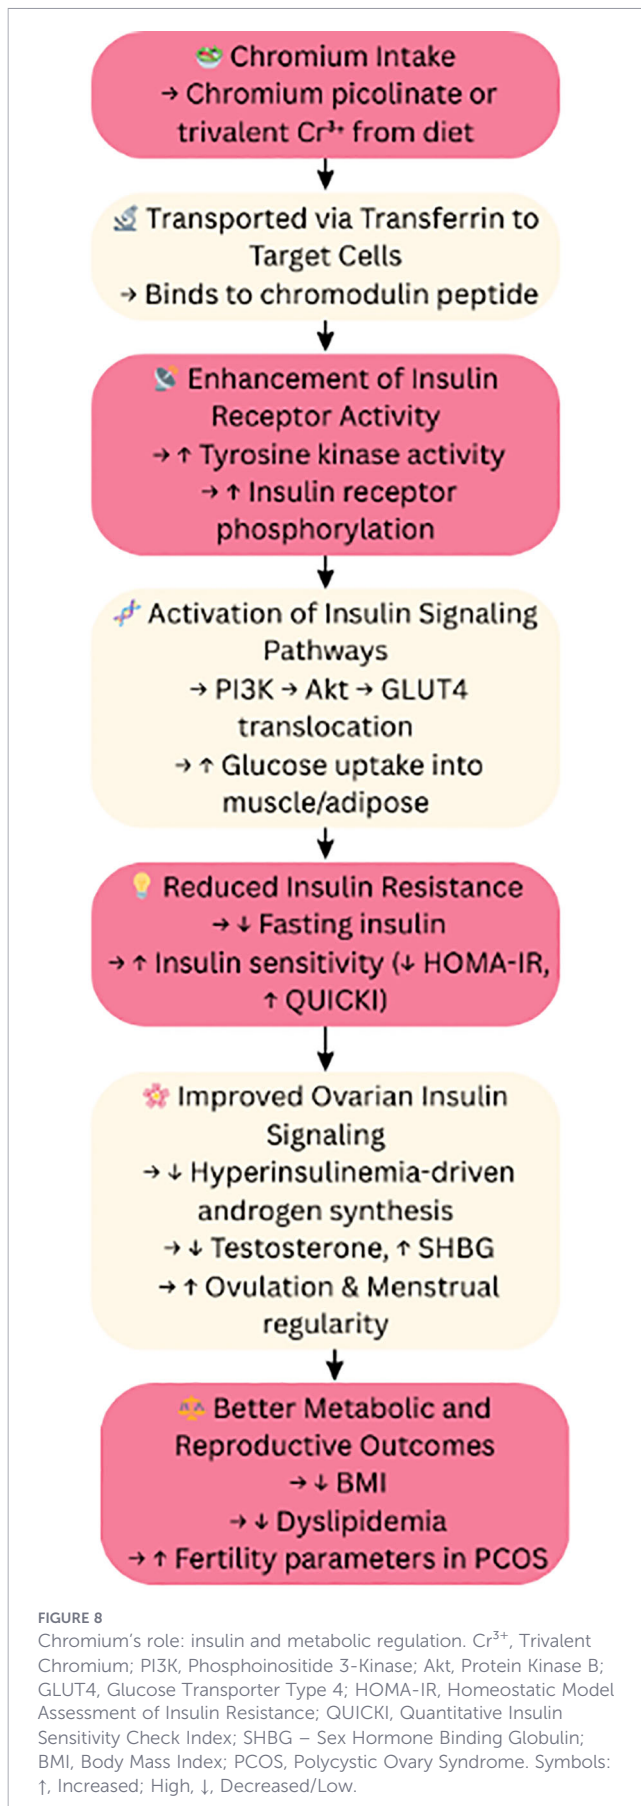 🥗 Chromium Intake
→ Chromium picolinate or
trivalent Cr³⁺ from diet
🔬 Transported via Transferrin to
Target Cells
→ Binds to chromodulin peptide
📡 Enhancement of Insulin
Receptor Activity
→ ↑ Tyrosine kinase activity
→ ↑ Insulin receptor
phosphorylation
🧬 Activation of Insulin Signaling
Pathways
→ PI3K → Akt → GLUT4
translocation
→ ↑ Glucose uptake into
muscle/adipose
💡 Reduced Insulin Resistance
→ ↓ Fasting insulin
→ ↑ Insulin sensitivity (↓ HOMA-IR,
↑ QUICKI)
🌸 Improved Ovarian Insulin
Signaling
→ ↓ Hyperinsulinemia-driven
androgen synthesis
→ ↓ Testosterone, ↑ SHBG
→ ↑ Ovulation & Menstrual
regularity
⚖️ Better Metabolic and
Reproductive Outcomes
→ ↓ BMI
→ ↓ Dyslipidemia
→ ↑ Fertility parameters in PCOS
FIGURE 8
Chromium's role: insulin and metabolic regulation. Cr³⁺, Trivalent
Chromium; PI3K, Phosphoinositide 3-Kinase; Akt, Protein Kinase B;
GLUT4, Glucose Transporter Type 4; HOMA-IR, Homeostatic Model
Assessment of Insulin Resistance; QUICKI, Quantitative Insulin
Sensitivity Check Index; SHBG – Sex Hormone Binding Globulin;
BMI, Body Mass Index; PCOS, Polycystic Ovary Syndrome. Symbols:
↑, Increased; High, ↓, Decreased/Low.